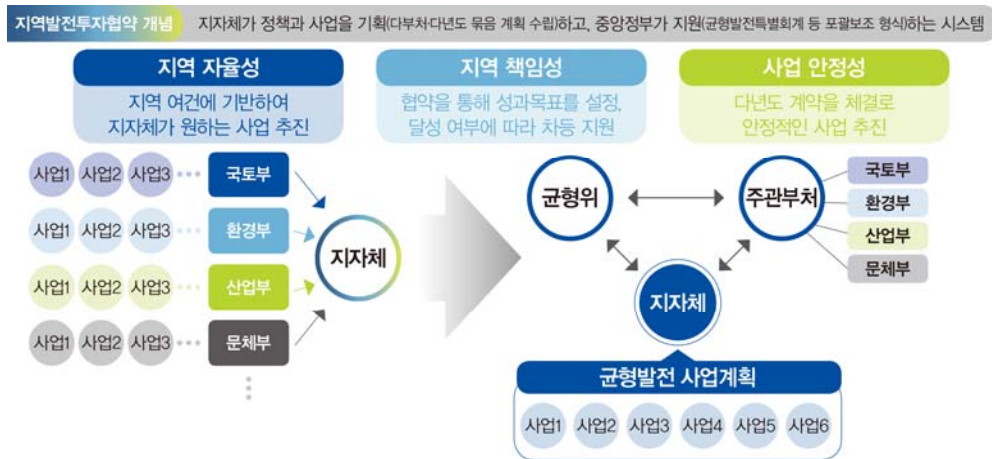 지역발전투자협약 개념 지자체가 정책과 사업을 기획(다부처·다년도 묶음 계획 수립)하고, 중앙정부가 지원(균형발전특별회계 등 포괄보조 형식)하는 시스템
지역 자율성
지역 여건에 기반하여
지자체가 원하는 사업 추진
지역 책임성
협약을 통해 성과목표를 설정,
달성 여부에 따라 차등 지원
사업 안정성
다년도 계약을 체결로
안정적인 사업 추진
사업1 사업2 사업3 ··· 국토부
사업1 사업2 사업3 ··· 환경부
사업1 사업2 사업3 ··· 산업부
사업1 사업2 사업3 ··· 문체부
지자체
균형위
주관부처
국토부
환경부
산업부
문체부
지자체
균형발전 사업계획
사업1 사업2 사업3 사업4 사업5 사업6